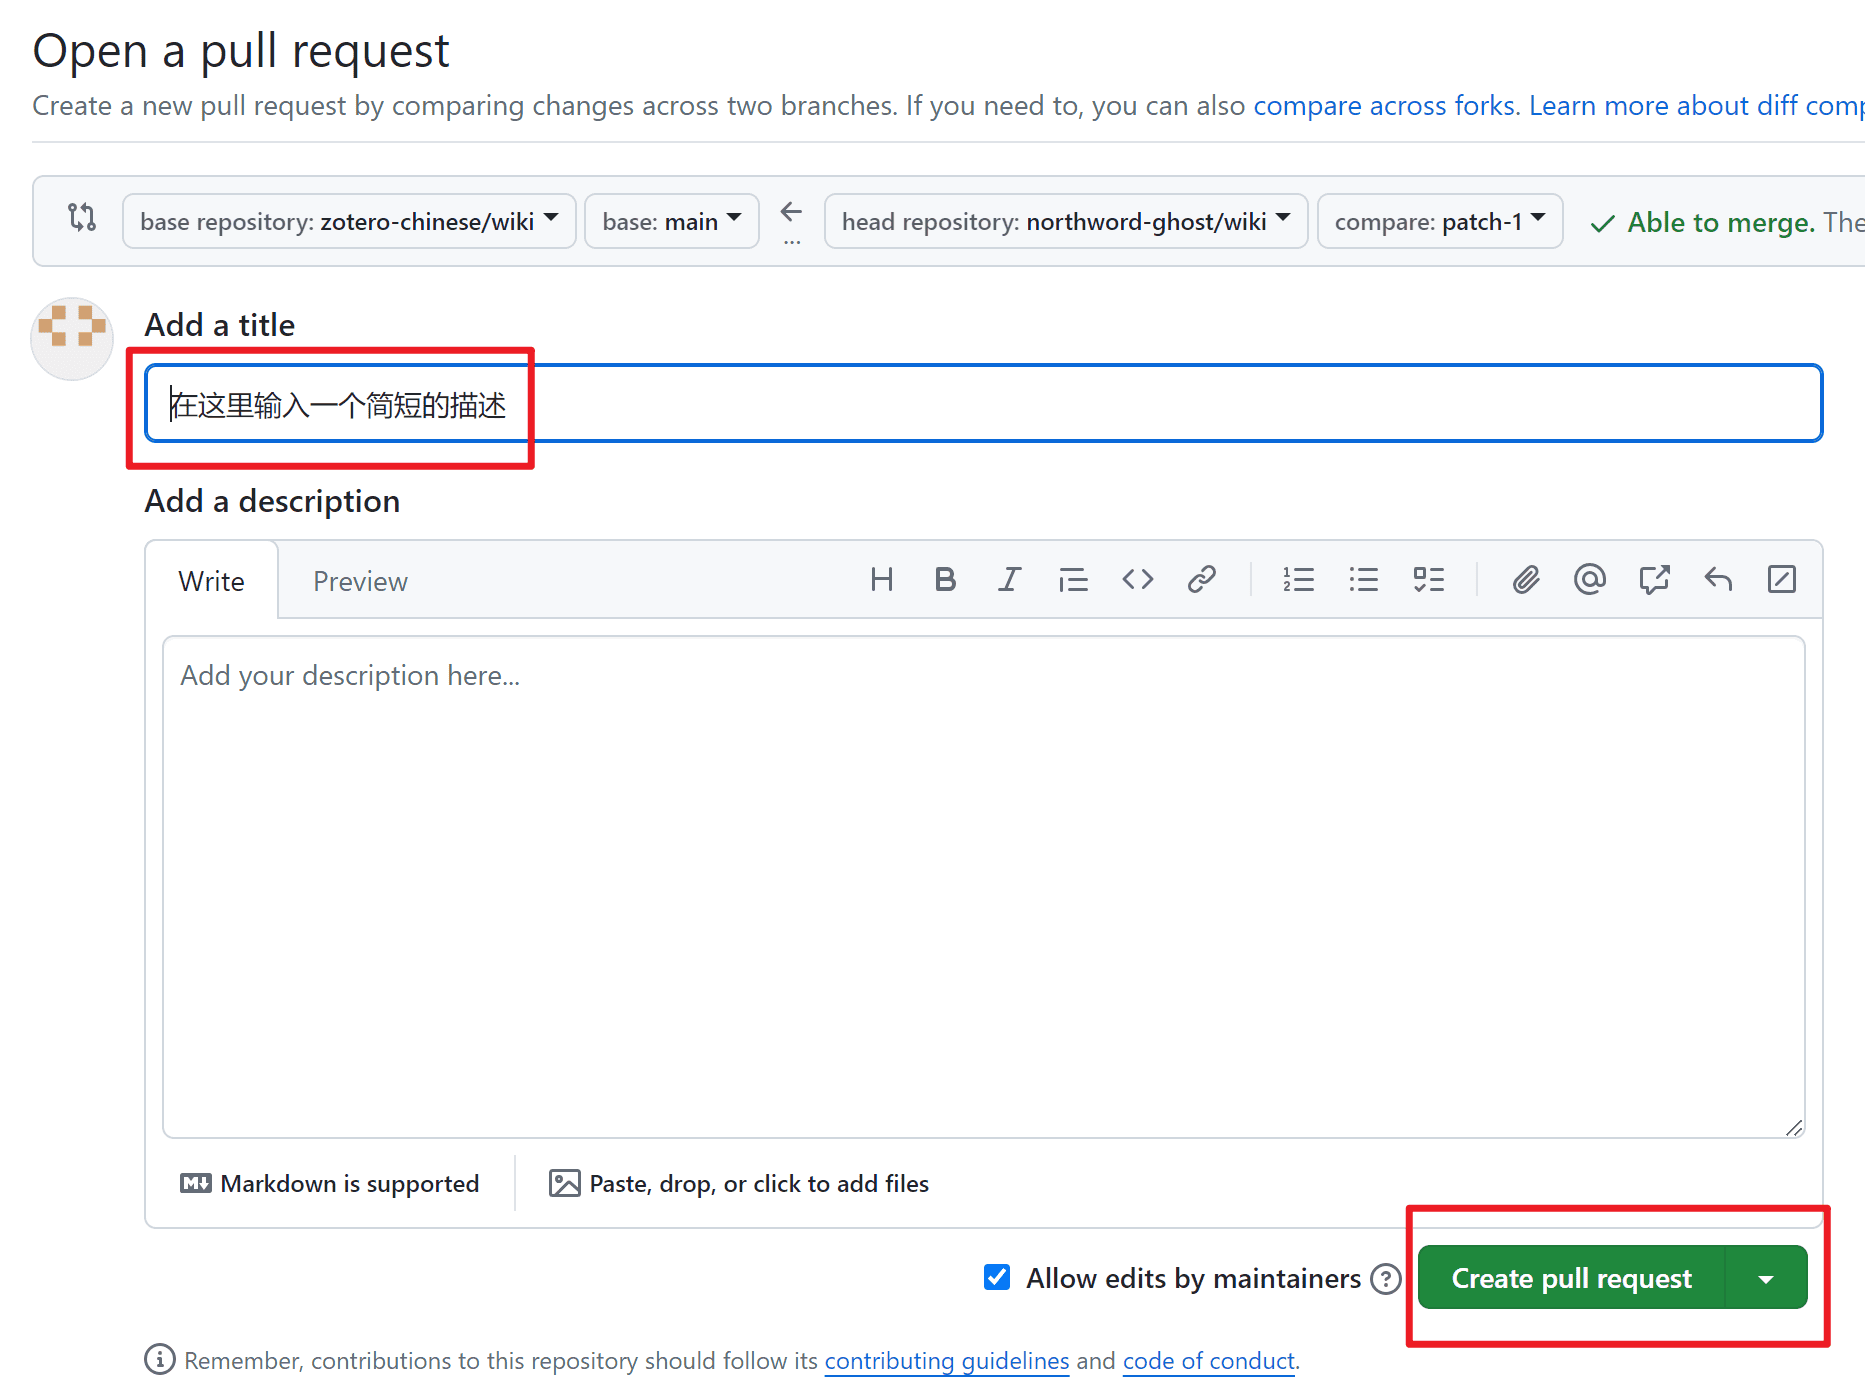 Open a pull request
Create a new pull request by comparing changes across two branches. If you need to, you can also compare across forks. Learn more about diff comp
base repository: zotero-chinese/wiki base: main ... head repository: northword-ghost/wiki compare: patch-1 Able to merge. The
Add a title
在这里输入一个简短的描述
Add a description
Write Preview
Add your description here...
Markdown is supported Paste, drop, or click to add files
Allow edits by maintainers Create pull request
Remember, contributions to this repository should follow its contributing guidelines and code of conduct.